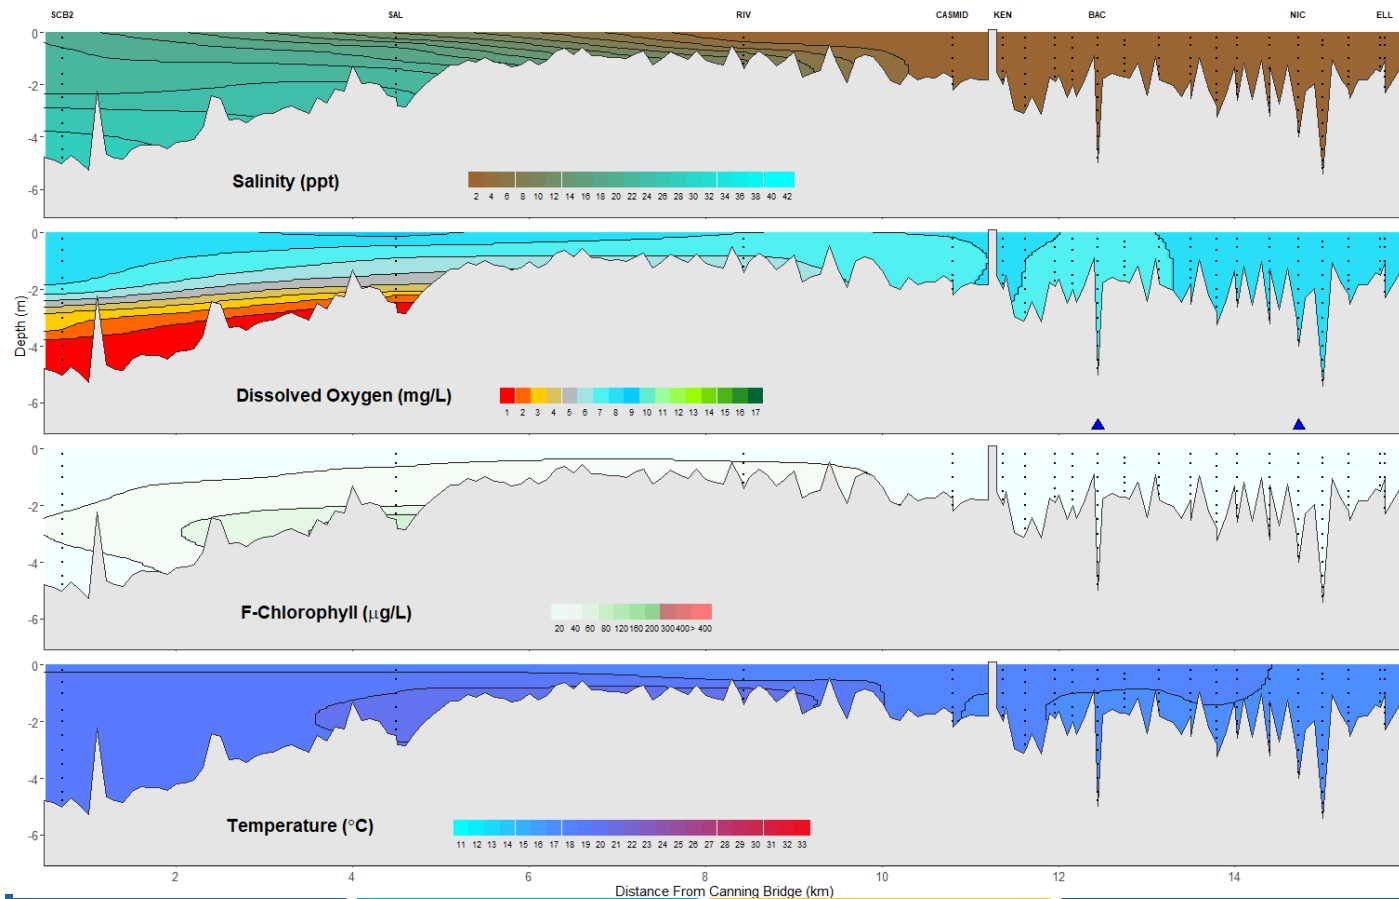 SCB2 SAL RIV CASMID KEN BAC NIC ELL
0
-2
-4
-6
Salinity (ppt)
2 4 6 8 10 12 14 16 18 20 22 24 26 28 30 32 34 36 38 40 42
0
-2
-4
-6
Dissolved Oxygen (mg/L)
1 2 3 4 5 6 7 8 9 10 11 12 13 14 15 16 17
Depth (m)
0
-2
-4
-6
F-Chlorophyll (μg/L)
20 40 60 80 120 160 200 300 400 > 400
0
-2
-4
-6
Temperature (°C)
11 12 13 14 15 16 17 18 19 20 21 22 23 24 25 26 27 28 29 30 31 32 33
2 4 6 8 10 12 14
Distance From Canning Bridge (km)